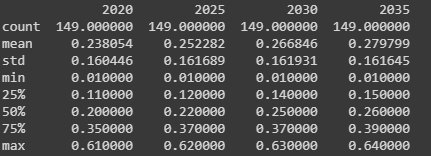 2020 2025 2030 2035
count 149.000000 149.000000 149.000000 149.000000
mean 0.238054 0.252282 0.266846 0.279799
std 0.160446 0.161689 0.161931 0.161645
min 0.010000 0.010000 0.010000 0.010000
25% 0.110000 0.120000 0.140000 0.150000
50% 0.200000 0.220000 0.250000 0.260000
75% 0.350000 0.370000 0.370000 0.390000
max 0.610000 0.620000 0.630000 0.640000